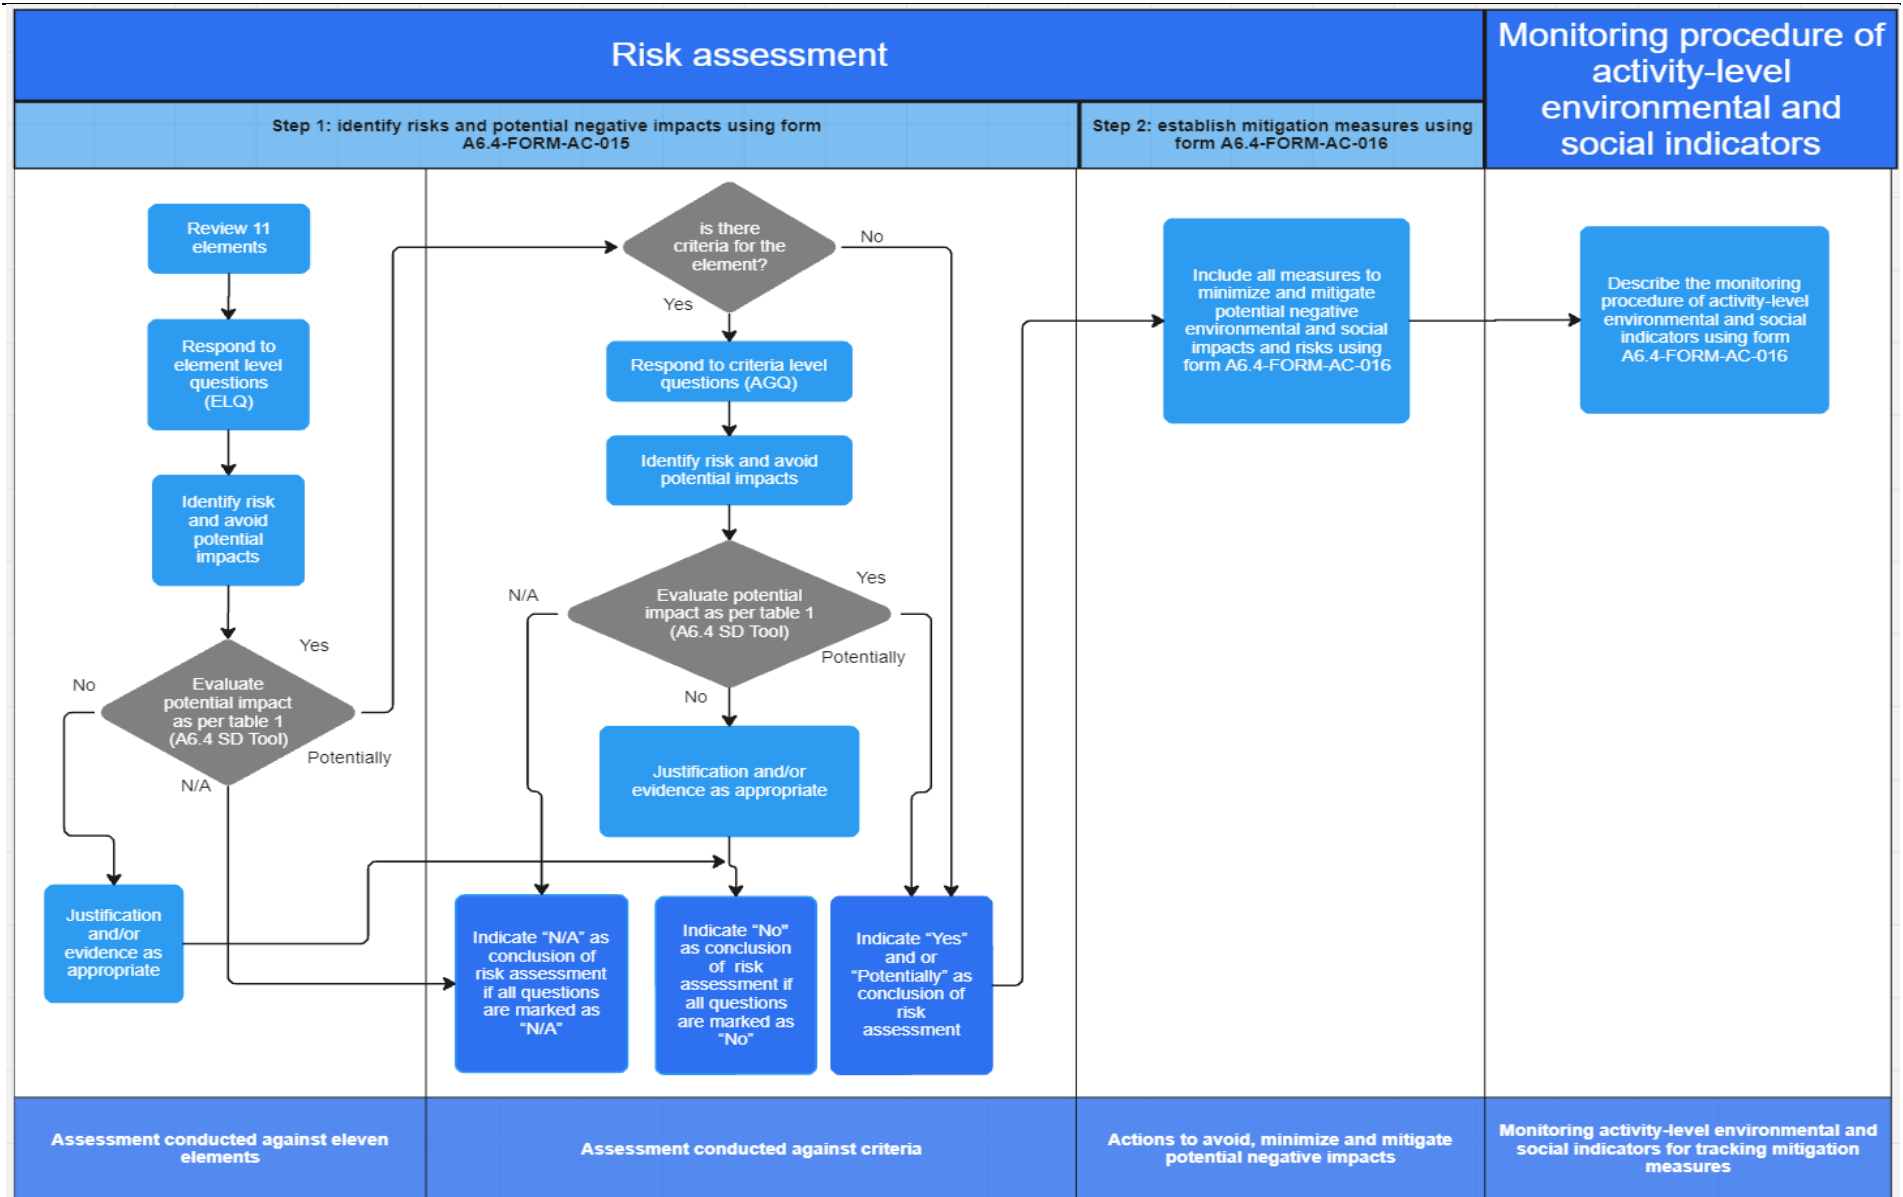 Risk assessment
Monitoring procedure of
activity-level
environmental and
social indicators
Step 1: identify risks and potential negative impacts using form
A6.4-FORM-AC-015
Step 2: establish mitigation measures using
form A6.4-FORM-AC-016
Review 11
elements
Respond to
element level
questions
(ELQ)
Identify risk
and avoid
potential
impacts
Evaluate
potential impact
as per table 1
(A6.4 SD Tool)
No
Yes
Potentially
N/A
Justification
and/or
evidence as
appropriate
is there
criteria for the
element?
No
Yes
Respond to criteria level
questions (AGQ)
Identify risk and avoid
potential impacts
Evaluate potential
impact as per table 1
(A6.4 SD Tool)
N/A
Yes
Potentially
No
Justification and/or
evidence as appropriate
Indicate “N/A” as
conclusion of
risk assessment
if all questions
are marked as
“N/A”
Indicate “No”
as conclusion
of risk
assessment if
all questions
are marked as
“No”
Indicate “Yes”
and or
“Potentially” as
conclusion of
risk
assessment
Include all measures to
minimize and mitigate
potential negative
environmental and social
impacts and risks using
form A6.4-FORM-AC-016
Describe the monitoring
procedure of activity-level
environmental and social
indicators using form
A6.4-FORM-AC-016
Assessment conducted against eleven
elements
Assessment conducted against criteria
Actions to avoid, minimize and mitigate
potential negative impacts
Monitoring activity-level environmental and
social indicators for tracking mitigation
measures